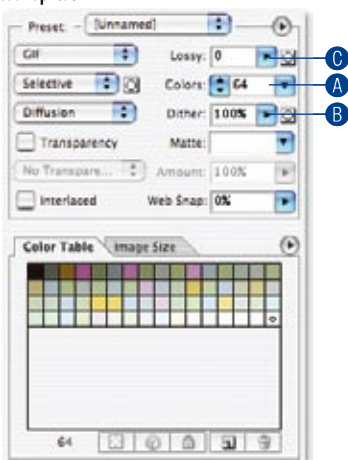 Preset: [Unnamed]
GIF Lossy: 0 C
Selective Colors: 64 A
Diffusion Dither: 100% B
Transparency Matte:
No Transpare... Amount: 100%
Interlaced Web Snap: 0%
Color Table Image Size
64